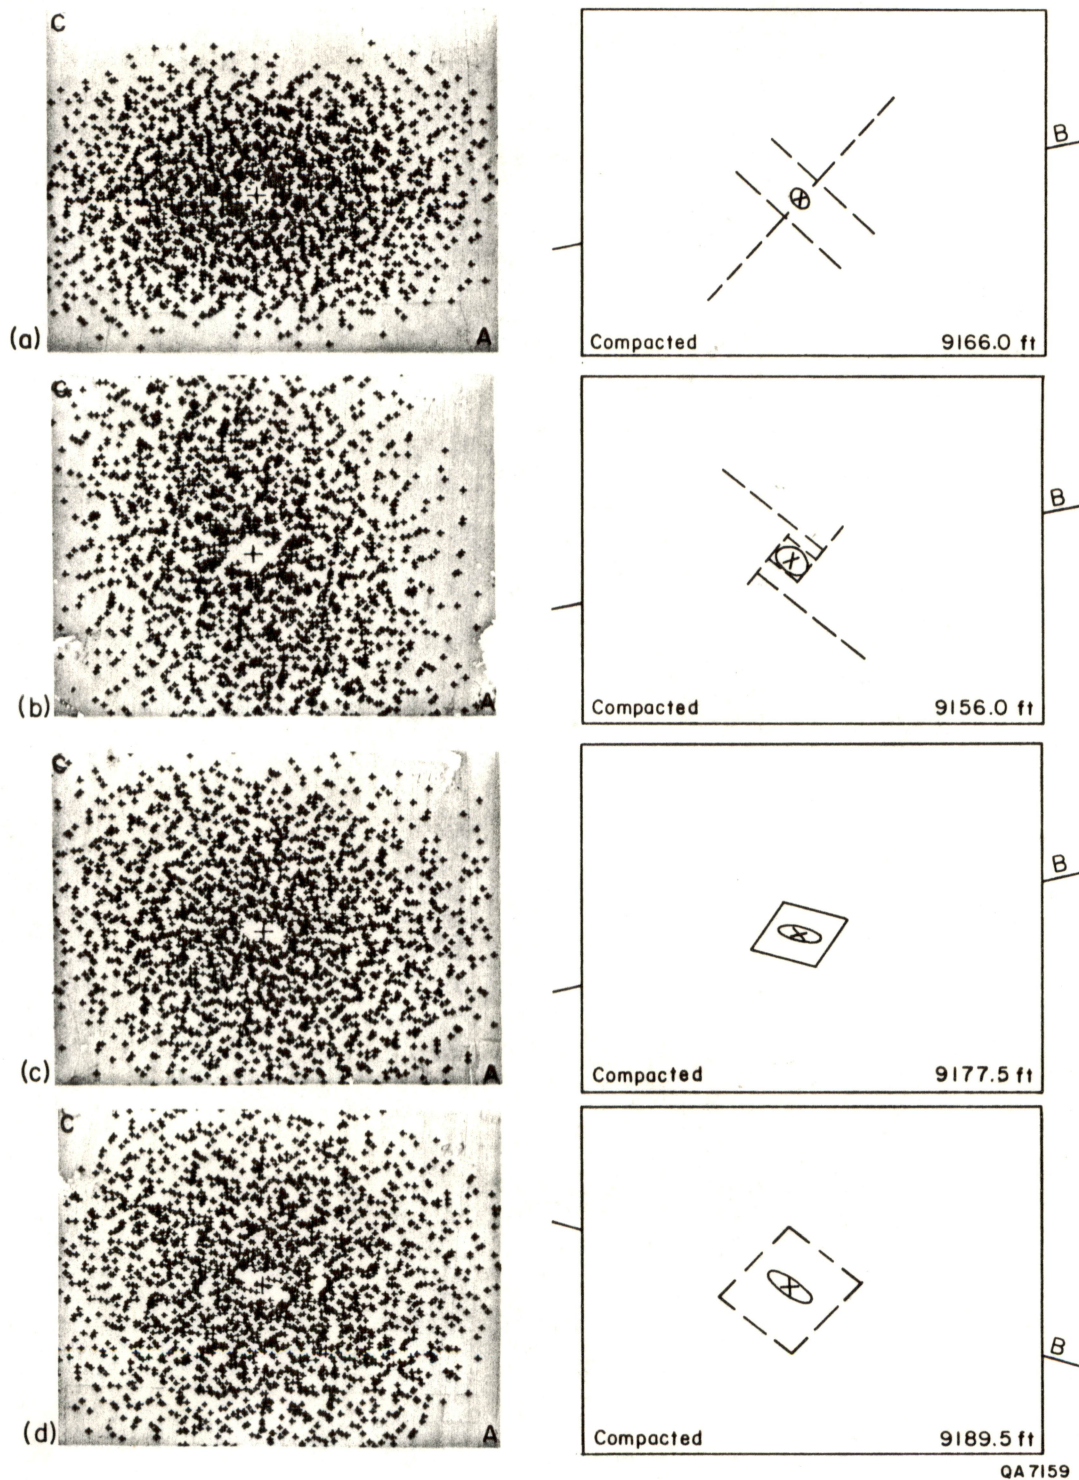 C
A
(a)
B
Compacted 9166.0 ft
C
A
(b)
B
Compacted 9156.0 ft
C
A
(c)
B
Compacted 9177.5 ft
C
A
(d)
B
Compacted 9189.5 ft
QA7159